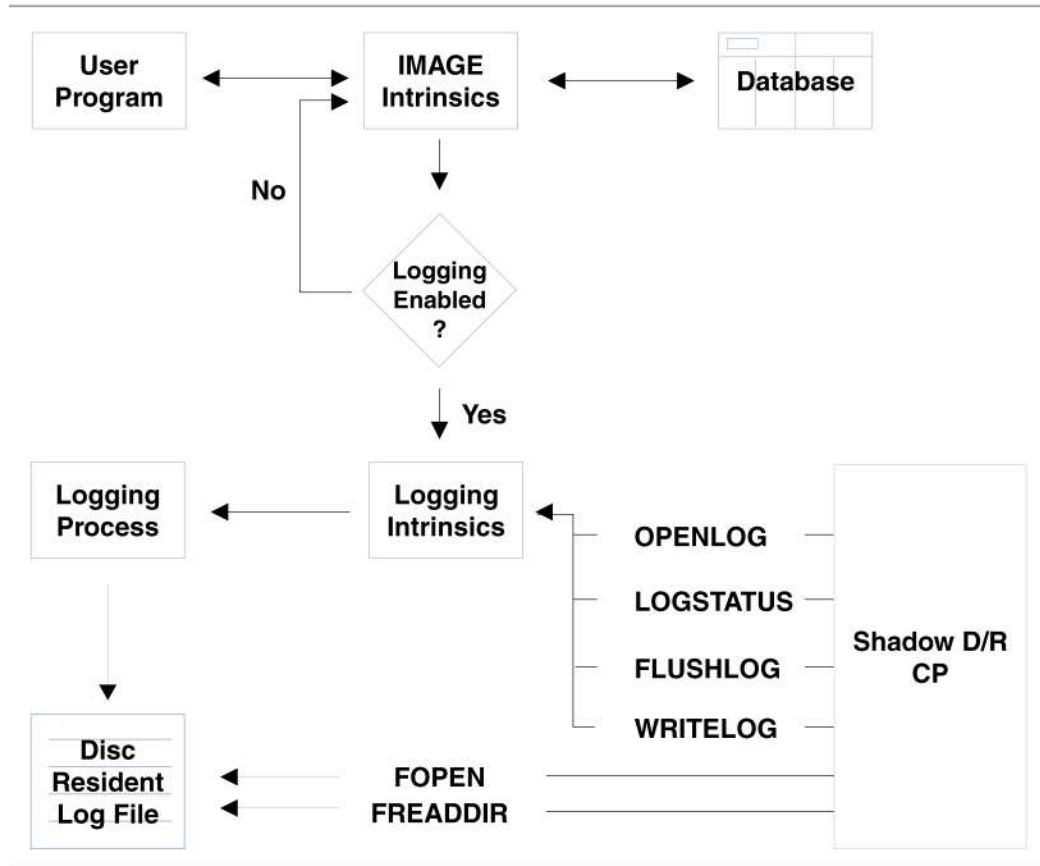 User
Program
IMAGE
Intrinsics
Database
No
Logging
Enabled
?
Yes
Logging
Process
Logging
Intrinsics
OPENLOG
LOGSTATUS
FLUSHLOG
WRITELOG
Shadow D/R
CP
Disc
Resident
Log File
FOPEN
FREADDIR